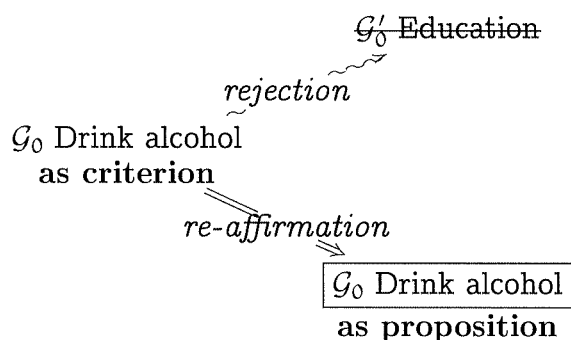 𝒢₀′ Education
rejection
𝒢₀ Drink alcohol
as criterion
re-affirmation
𝒢₀ Drink alcohol
as proposition